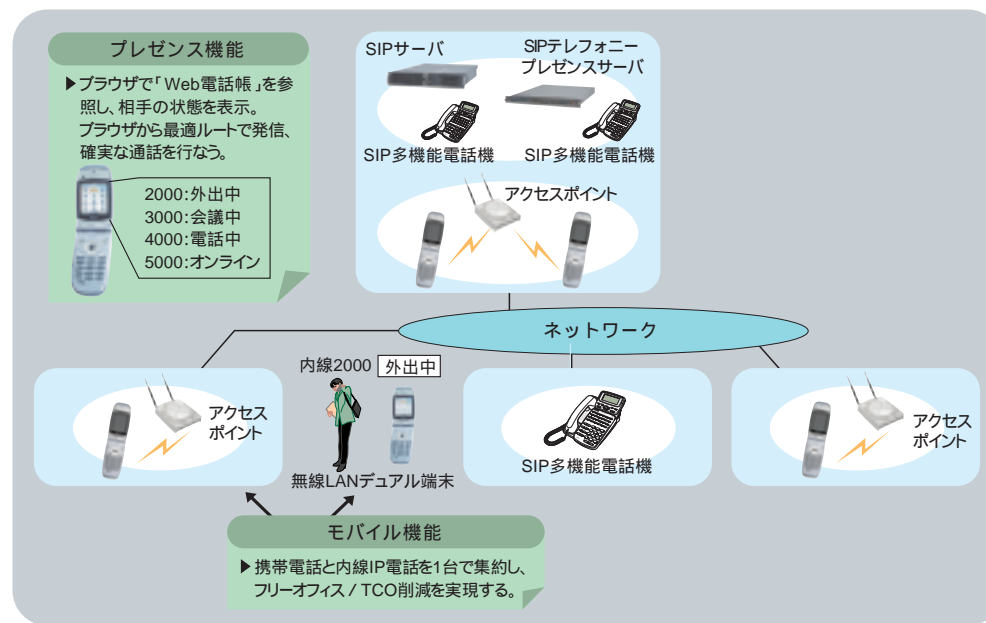 プレゼンス機能
▶ブラウザで「Web電話帳」を参
照し、相手の状態を表示。
ブラウザから最適ルートで発信、
確実な通話を行なう。
2000:外出中
3000:会議中
4000:電話中
5000:オンライン
SIPサーバ
SIPテレフォニー
プレゼンスサーバ
SIP多機能電話機
SIP多機能電話機
アクセスポイント
ネットワーク
アクセス
ポイント
内線2000 外出中
無線LANデュアル端末
SIP多機能電話機
アクセス
ポイント
モバイル機能
▶携帯電話と内線IP電話を1台で集約し、
フリーオフィス / TCO削減を実現する。